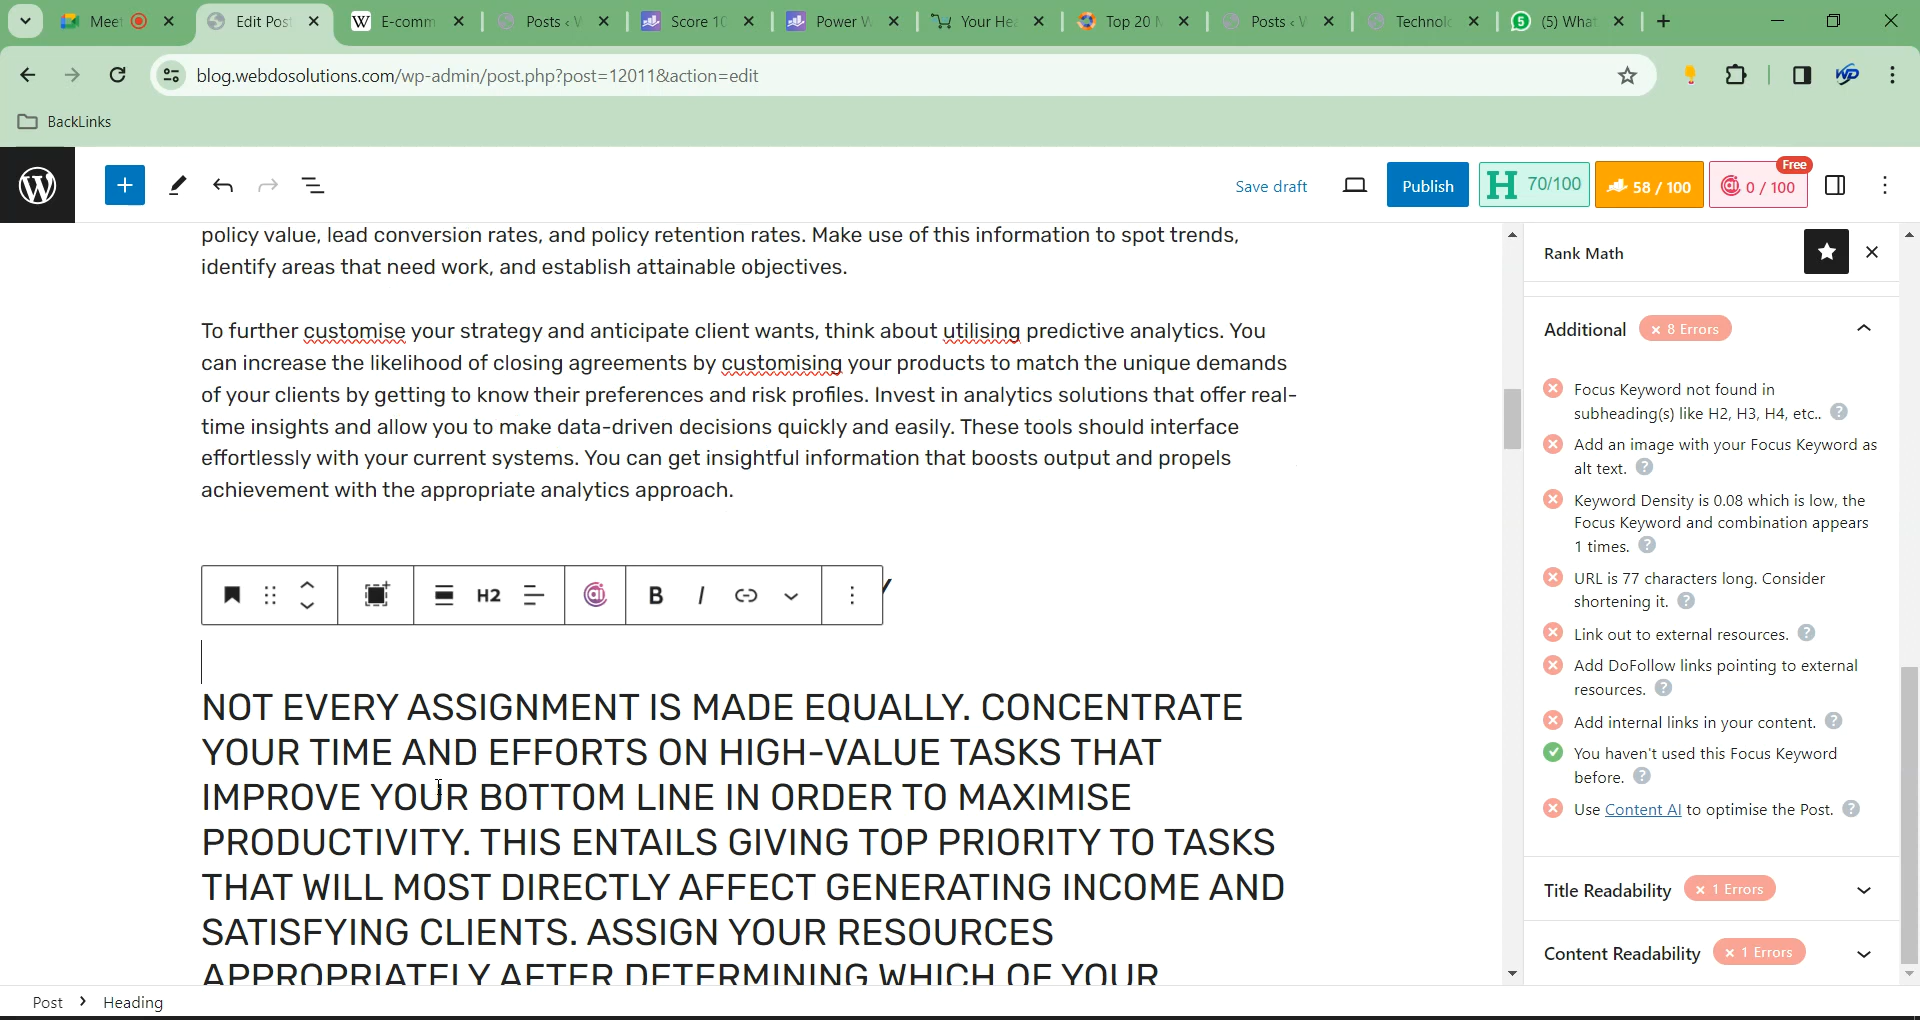 Meet
Edit Pos
E-comm
Posts ‹ W
Score 10
Power W
Your He
Top 20 M
Posts ‹ W
Technolo
(5) What
blog.webdosolutions.com/wp-admin/post.php?post=12011&action=edit
BackLinks
Save draft
Publish
70/100
58 / 100
0 / 100
Free
policy value, lead conversion rates, and policy retention rates. Make use of this information to spot trends,
identify areas that need work, and establish attainable objectives.
To further customise your strategy and anticipate client wants, think about utilising predictive analytics. You
can increase the likelihood of closing agreements by customising your products to match the unique demands
of your clients by getting to know their preferences and risk profiles. Invest in analytics solutions that offer real-
time insights and allow you to make data-driven decisions quickly and easily. These tools should interface
effortlessly with your current systems. You can get insightful information that boosts output and propels
achievement with the appropriate analytics approach.
H2
ai
B
I
NOT EVERY ASSIGNMENT IS MADE EQUALLY. CONCENTRATE
YOUR TIME AND EFFORTS ON HIGH-VALUE TASKS THAT
IMPROVE YOUR BOTTOM LINE IN ORDER TO MAXIMISE
PRODUCTIVITY. THIS ENTAILS GIVING TOP PRIORITY TO TASKS
THAT WILL MOST DIRECTLY AFFECT GENERATING INCOME AND
SATISFYING CLIENTS. ASSIGN YOUR RESOURCES
APPROPRIATELY AFTER DETERMINING WHICH OF YOUR
Post
Heading
Rank Math
Additional
× 8 Errors
Focus Keyword not found in
subheading(s) like H2, H3, H4, etc..
Add an image with your Focus Keyword as
alt text.
Keyword Density is 0.08 which is low, the
Focus Keyword and combination appears
1 times.
URL is 77 characters long. Consider
shortening it.
Link out to external resources.
Add DoFollow links pointing to external
resources.
Add internal links in your content.
You haven't used this Focus Keyword
before.
Use Content AI to optimise the Post.
Title Readability
× 1 Errors
Content Readability
× 1 Errors